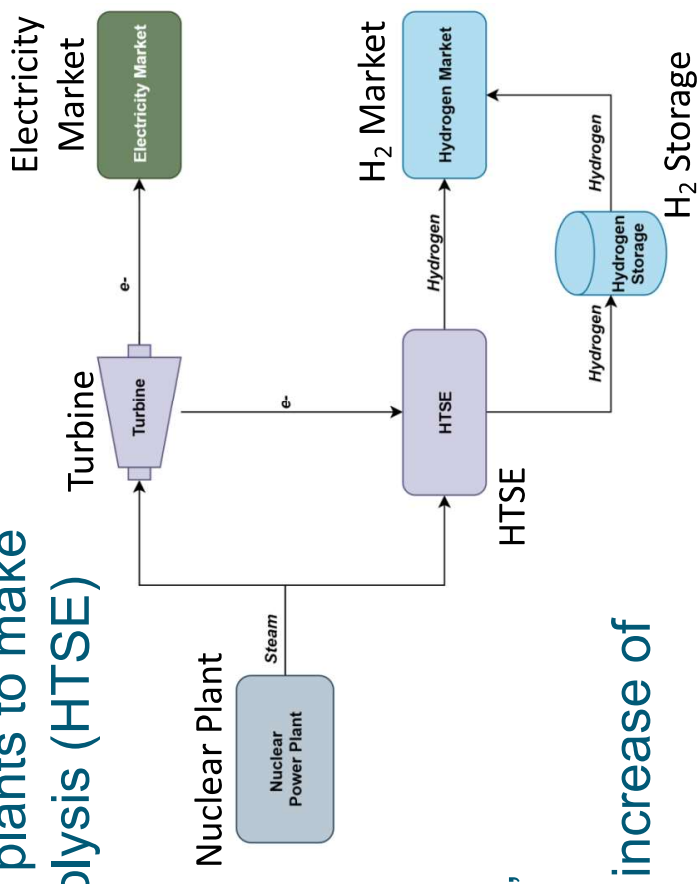 plants to make
olysis (HTSE)
Electricity
Market
Turbine
Turbine
e-
Electricity Market
Nuclear Plant
Steam
Nuclear
Power Plant
e-
H₂ Market
Hydrogen
HTSE
Hydrogen Market
HTSE
,
Hydrogen
Hydrogen
Storage
Hydrogen
increase of
H₂ Storage